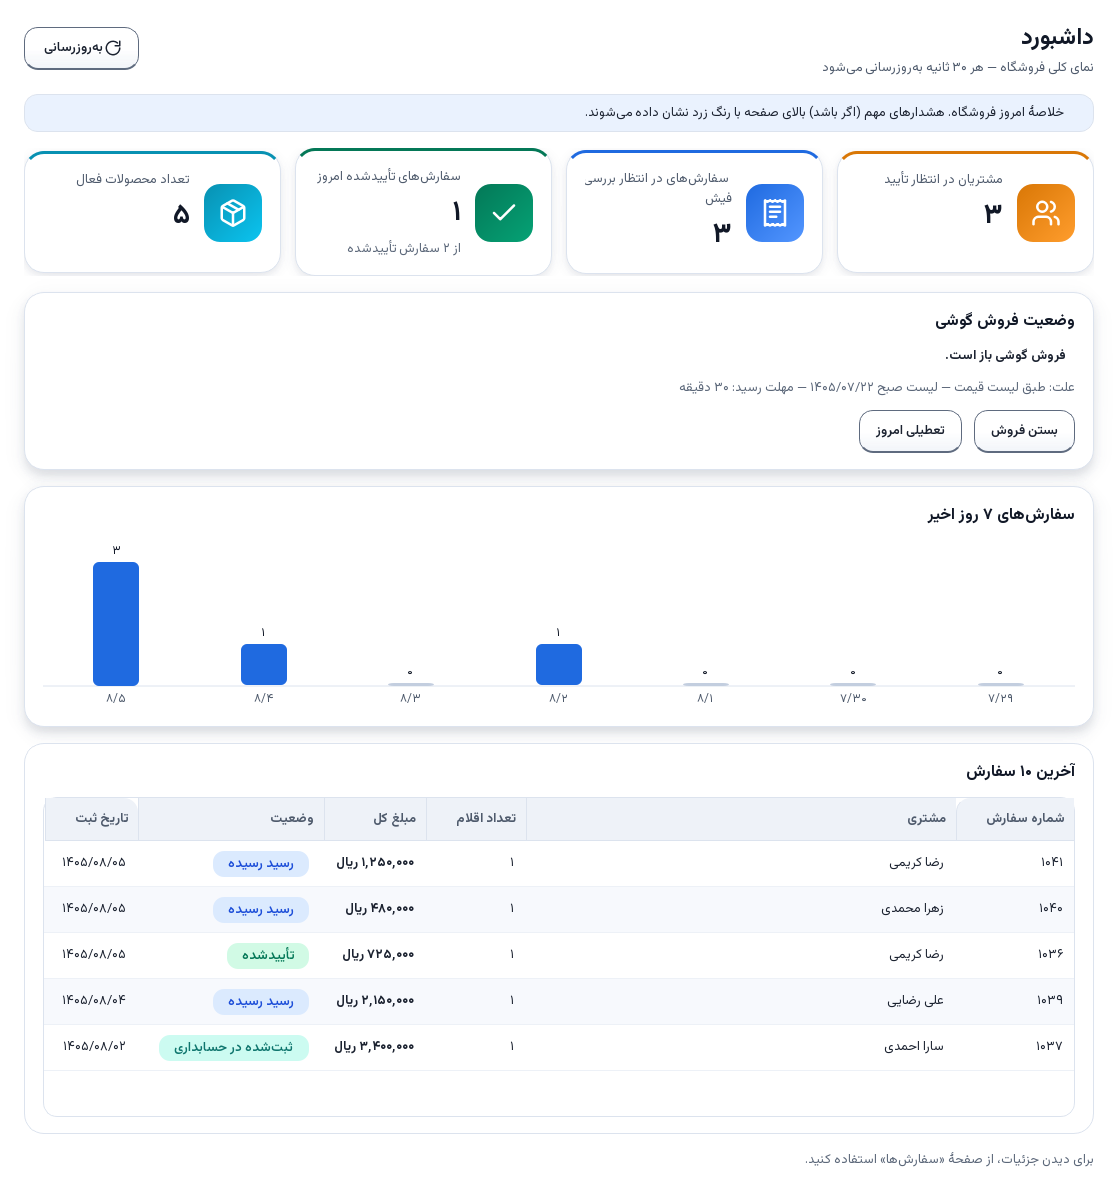 داشبورد
نمای کلی فروشگاه — هر ۳۰ ثانیه به‌روزرسانی می‌شود
به‌روزرسانی
خلاصهٔ امروز فروشگاه. هشدارهای مهم (اگر باشد) بالای صفحه با رنگ زرد نشان داده می‌شوند.
مشتریان در انتظار تأیید
۳
سفارش‌های در انتظار بررسی
فیش
۳
سفارش‌های تأییدشده امروز
۱
از ۲ سفارش تأییدشده
تعداد محصولات فعال
۵
وضعیت فروش گوشی
فروش گوشی باز است.
علت: طبق لیست قیمت — لیست صبح ۱۴۰۵/۰۷/۲۲ — مهلت رسید: ۳۰ دقیقه
بستن فروش
تعطیلی امروز
سفارش‌های ۷ روز اخیر
۰ ۰ ۰ ۱ ۰ ۱ ۳
۷/۲۹ ۷/۳۰ ۸/۱ ۸/۲ ۸/۳ ۸/۴ ۸/۵
آخرین ۱۰ سفارش
شماره سفارش مشتری تعداد اقلام مبلغ کل وضعیت تاریخ ثبت
۱۰۴۱ رضا کریمی ۱ ۱,۲۵۰,۰۰۰ ریال رسید رسیده ۱۴۰۵/۰۸/۰۵
۱۰۴۰ زهرا محمدی ۱ ۴۸۰,۰۰۰ ریال رسید رسیده ۱۴۰۵/۰۸/۰۵
۱۰۳۶ رضا کریمی ۱ ۷۲۵,۰۰۰ ریال تأییدشده ۱۴۰۵/۰۸/۰۵
۱۰۳۹ علی رضایی ۱ ۲,۱۵۰,۰۰۰ ریال رسید رسیده ۱۴۰۵/۰۸/۰۴
۱۰۳۷ سارا احمدی ۱ ۳,۴۰۰,۰۰۰ ریال ثبت‌شده در حسابداری ۱۴۰۵/۰۸/۰۲
برای دیدن جزئیات، از صفحهٔ «سفارش‌ها» استفاده کنید.